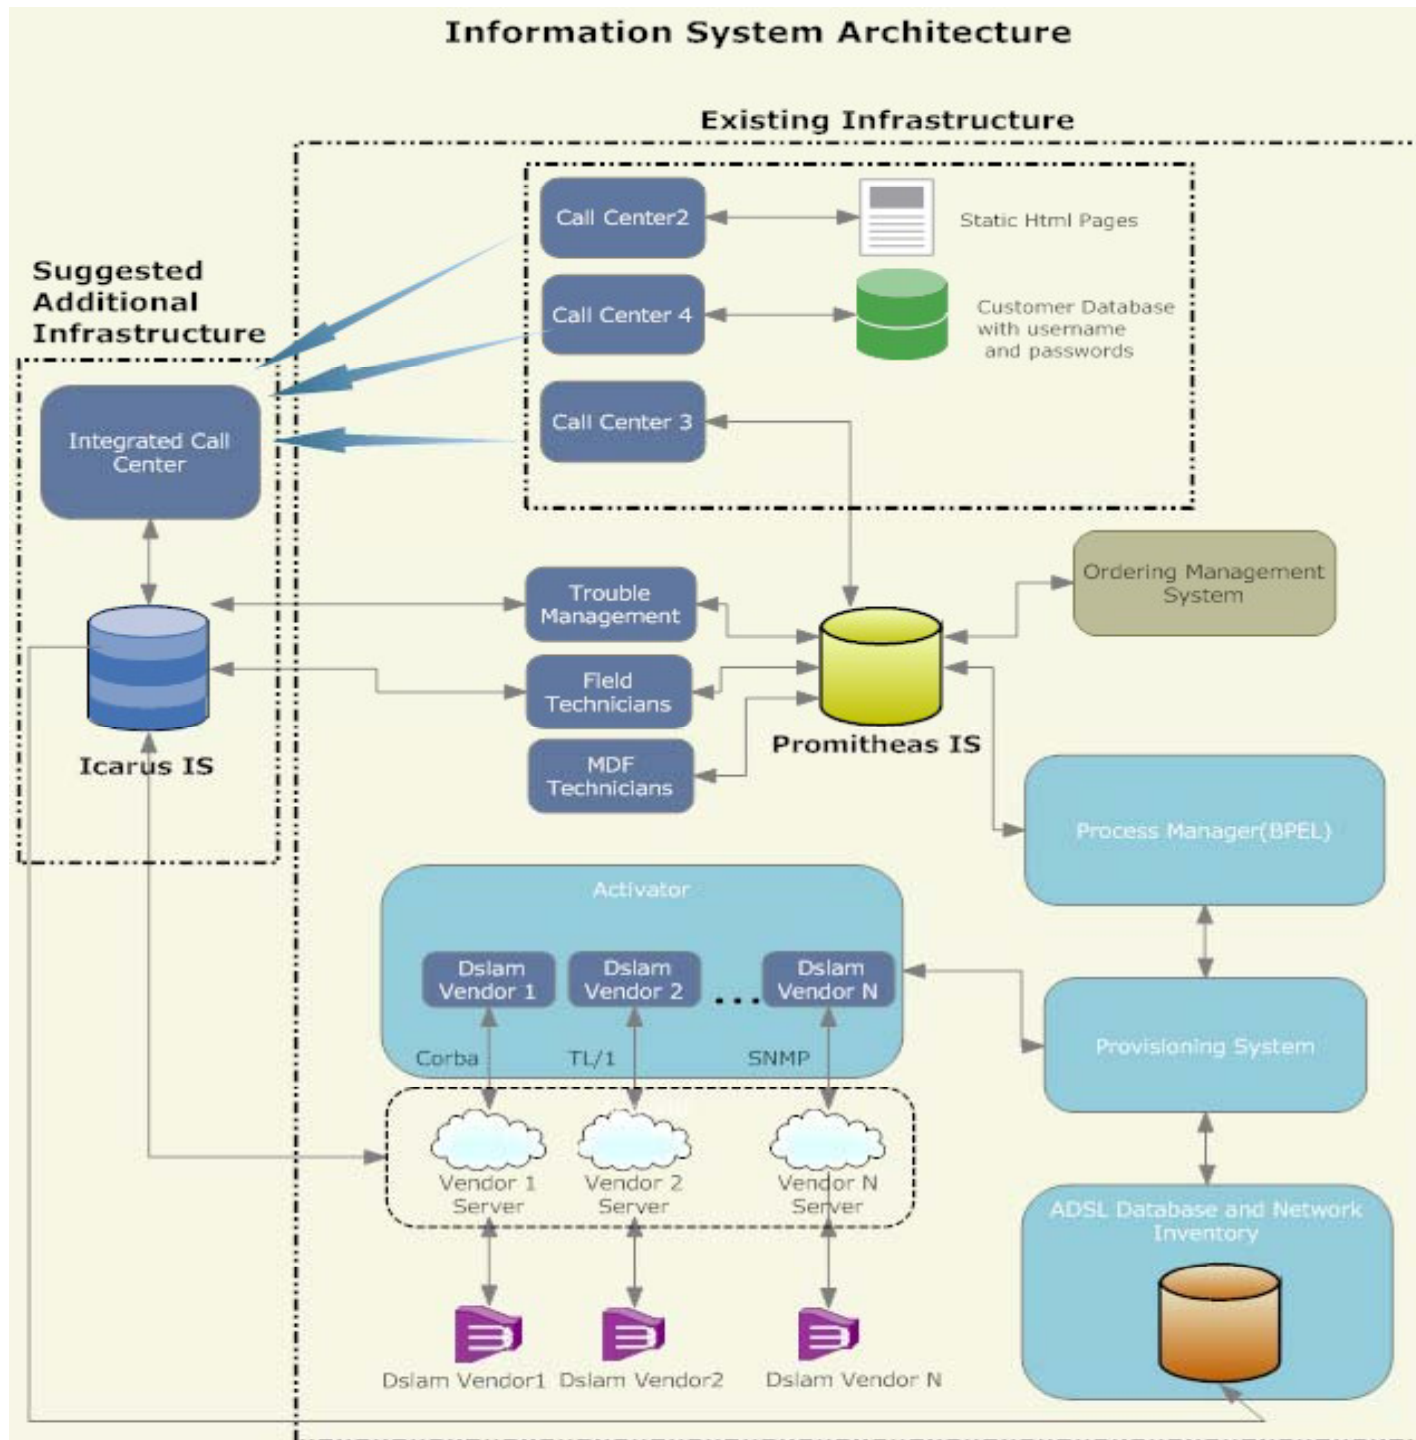 Information System Architecture
Existing Infrastructure
Call Center2
Static Html Pages
Suggested
Additional
Infrastructure
Call Center 4
Customer Database
with username
and passwords
Call Center 3
Integrated Call
Center
Ordering Management
System
Trouble
Management
Field
Technicians
Promitheas IS
Icarus IS
MDF
Technicians
Process Manager(BPEL)
Activator
Dslam
Vendor 1
Dslam
Vendor 2
...
Dslam
Vendor N
Corba
TL/1
SNMP
Provisioning System
Vendor 1
Server
Vendor 2
Server
Vendor N
Server
ADSL Database and Network
Inventory
Dslam Vendor1
Dslam Vendor2
Dslam Vendor N